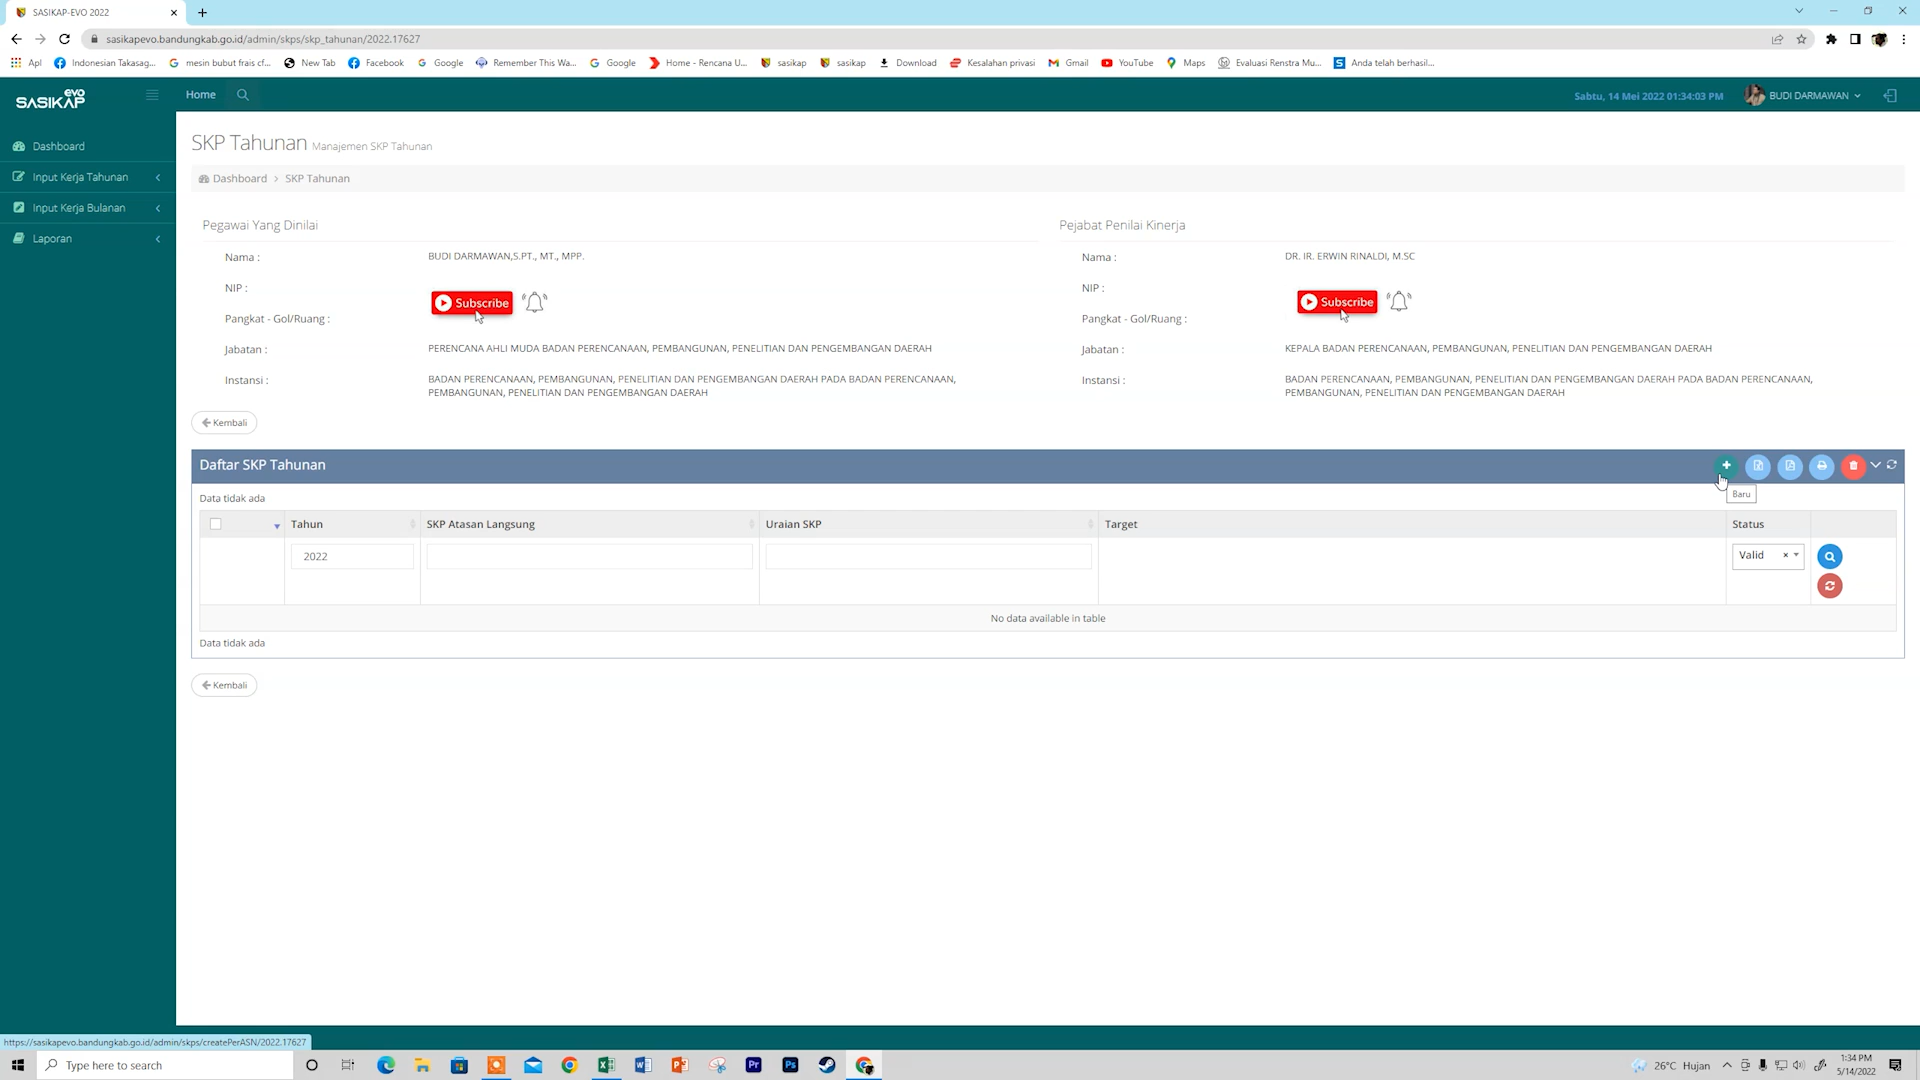 SASIKAP-EVO 2022
sasikapevo.bandungkab.go.id/admin/skps/skp_tahunan/2022.17627
Apl
Indonesian Takasag...
mesin bubut frais cf...
New Tab
Facebook
Google
Remember This Wa...
Google
Home - Rencana U...
sasikap
sasikap
Download
Kesalahan privasi
Gmail
YouTube
Maps
Evaluasi Renstra Mu...
Anda telah berhasil...
SASIKAP evo
Home
Sabtu, 14 Mei 2022 01:34:03 PM
BUDI DARMAWAN
Dashboard
Input Kerja Tahunan
Input Kerja Bulanan
Laporan
SKP Tahunan Manajemen SKP Tahunan
Dashboard > SKP Tahunan
Pegawai Yang Dinilai
Nama : BUDI DARMAWAN,S.PT., MT., MPP.
NIP :
Subscribe
Pangkat - Gol/Ruang :
Jabatan : PERENCANA AHLI MUDA BADAN PERENCANAAN, PEMBANGUNAN, PENELITIAN DAN PENGEMBANGAN DAERAH
Instansi : BADAN PERENCANAAN, PEMBANGUNAN, PENELITIAN DAN PENGEMBANGAN DAERAH PADA BADAN PERENCANAAN,
PEMBANGUNAN, PENELITIAN DAN PENGEMBANGAN DAERAH
Pejabat Penilai Kinerja
Nama : DR. IR. ERWIN RINALDI, M.SC
NIP :
Subscribe
Pangkat - Gol/Ruang :
Jabatan : KEPALA BADAN PERENCANAAN, PEMBANGUNAN, PENELITIAN DAN PENGEMBANGAN DAERAH
Instansi : BADAN PERENCANAAN, PEMBANGUNAN, PENELITIAN DAN PENGEMBANGAN DAERAH PADA BADAN PERENCANAAN,
PEMBANGUNAN, PENELITIAN DAN PENGEMBANGAN DAERAH
Kembali
Daftar SKP Tahunan
Baru
Data tidak ada
Tahun SKP Atasan Langsung Uraian SKP Target Status
2022 Valid ×
No data available in table
Data tidak ada
Kembali
https://sasikapevo.bandungkab.go.id/admin/skps/createPerASN/2022.17627
Type here to search
26°C Hujan
1:34 PM
5/14/2022